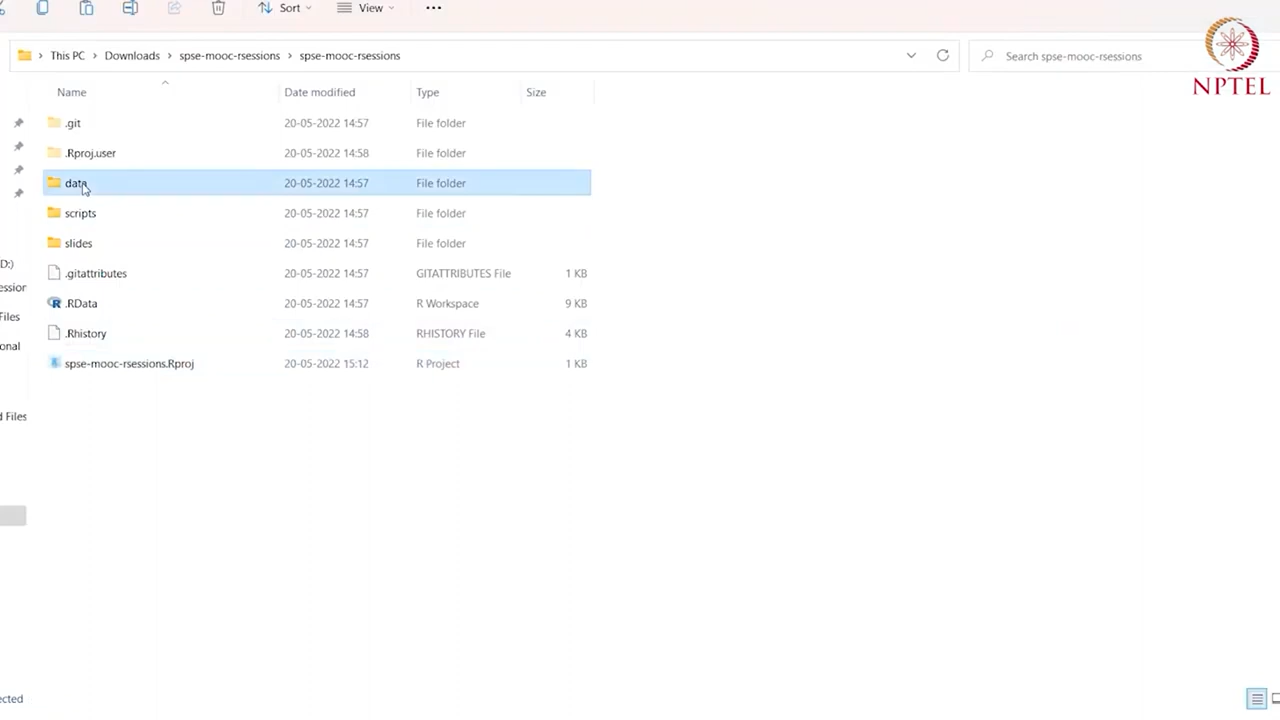 Sort
View
This PC > Downloads > spse-mooc-rsessions > spse-mooc-rsessions
Search spse-mooc-rsessions
NPTEL
Name Date modified Type Size
.git 20-05-2022 14:57 File folder
.Rproj.user 20-05-2022 14:58 File folder
data 20-05-2022 14:57 File folder
scripts 20-05-2022 14:57 File folder
slides 20-05-2022 14:57 File folder
.gitattributes 20-05-2022 14:57 GITATTRIBUTES File 1 KB
.RData 20-05-2022 14:57 R Workspace 9 KB
.Rhistory 20-05-2022 14:58 RHISTORY File 4 KB
spse-mooc-rsessions.Rproj 20-05-2022 15:12 R Project 1 KB
D:)
ession
Files
onal
d Files
ected